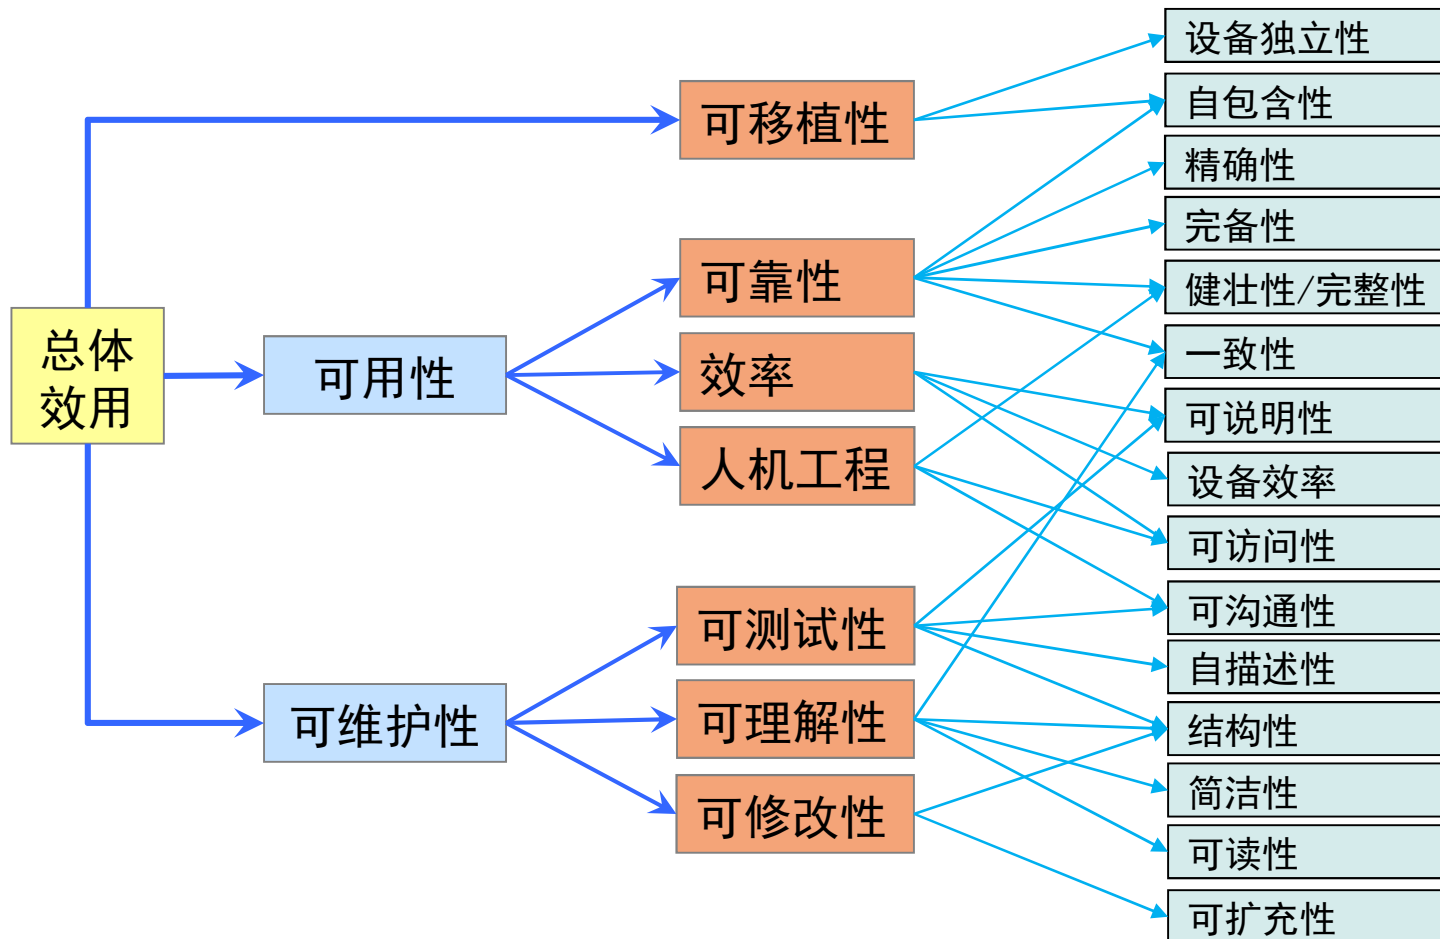 总体
效用
可用性
可维护性
可移植性
可靠性
效率
人机工程
可测试性
可理解性
可修改性
设备独立性
自包含性
精确性
完备性
健壮性/完整性
一致性
可说明性
设备效率
可访问性
可沟通性
自描述性
结构性
简洁性
可读性
可扩充性